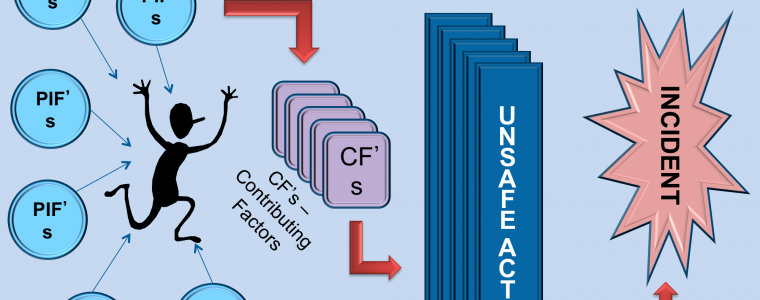 s
PIF'
s
PIF'
s
PIF'
s
CF'
s
CF's –
Contributing
Factors
UNSAFE ACT
INCIDENT